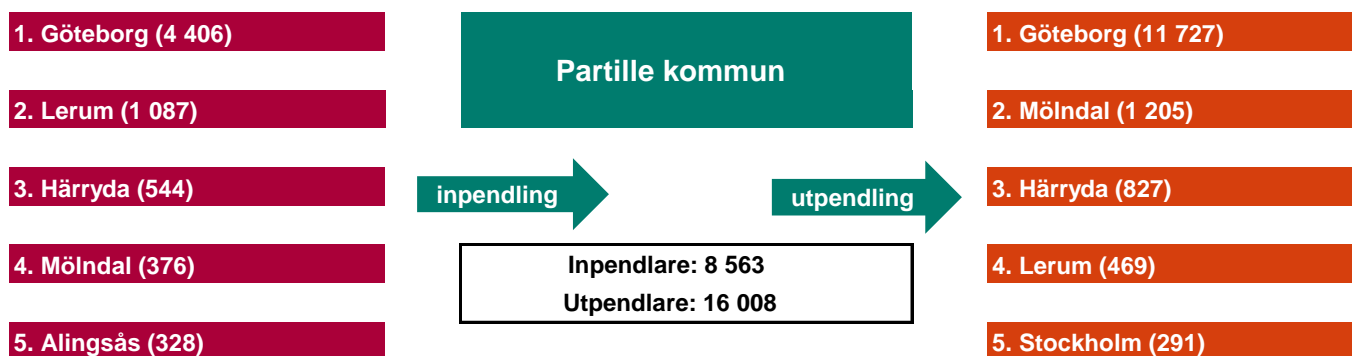 1. Göteborg (4 406)
2. Lerum (1 087)
3. Härryda (544)
4. Mölndal (376)
5. Alingsås (328)
Partille kommun
inpendling
utpendling
Inpendlare: 8 563
Utpendlare: 16 008
1. Göteborg (11 727)
2. Mölndal (1 205)
3. Härryda (827)
4. Lerum (469)
5. Stockholm (291)